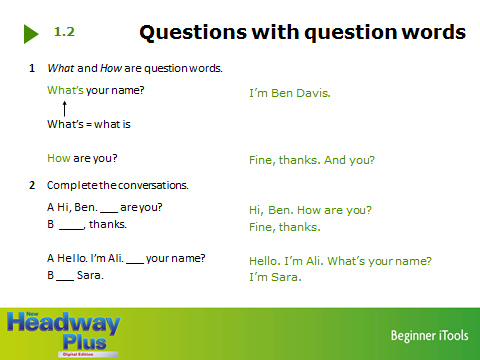 1.2 Questions with question words
1 What and How are question words.
What's your name? I'm Ben Davis.
What's = what is
How are you? Fine, thanks. And you?
2 Complete the conversations.
A Hi, Ben. ___ are you? Hi, Ben. How are you?
B ____, thanks. Fine, thanks.
A Hello. I'm Ali. ___ your name? Hello. I'm Ali. What's your name?
B ___ Sara. I'm Sara.
New
Headway
Plus
Digital Edition
Beginner iTools